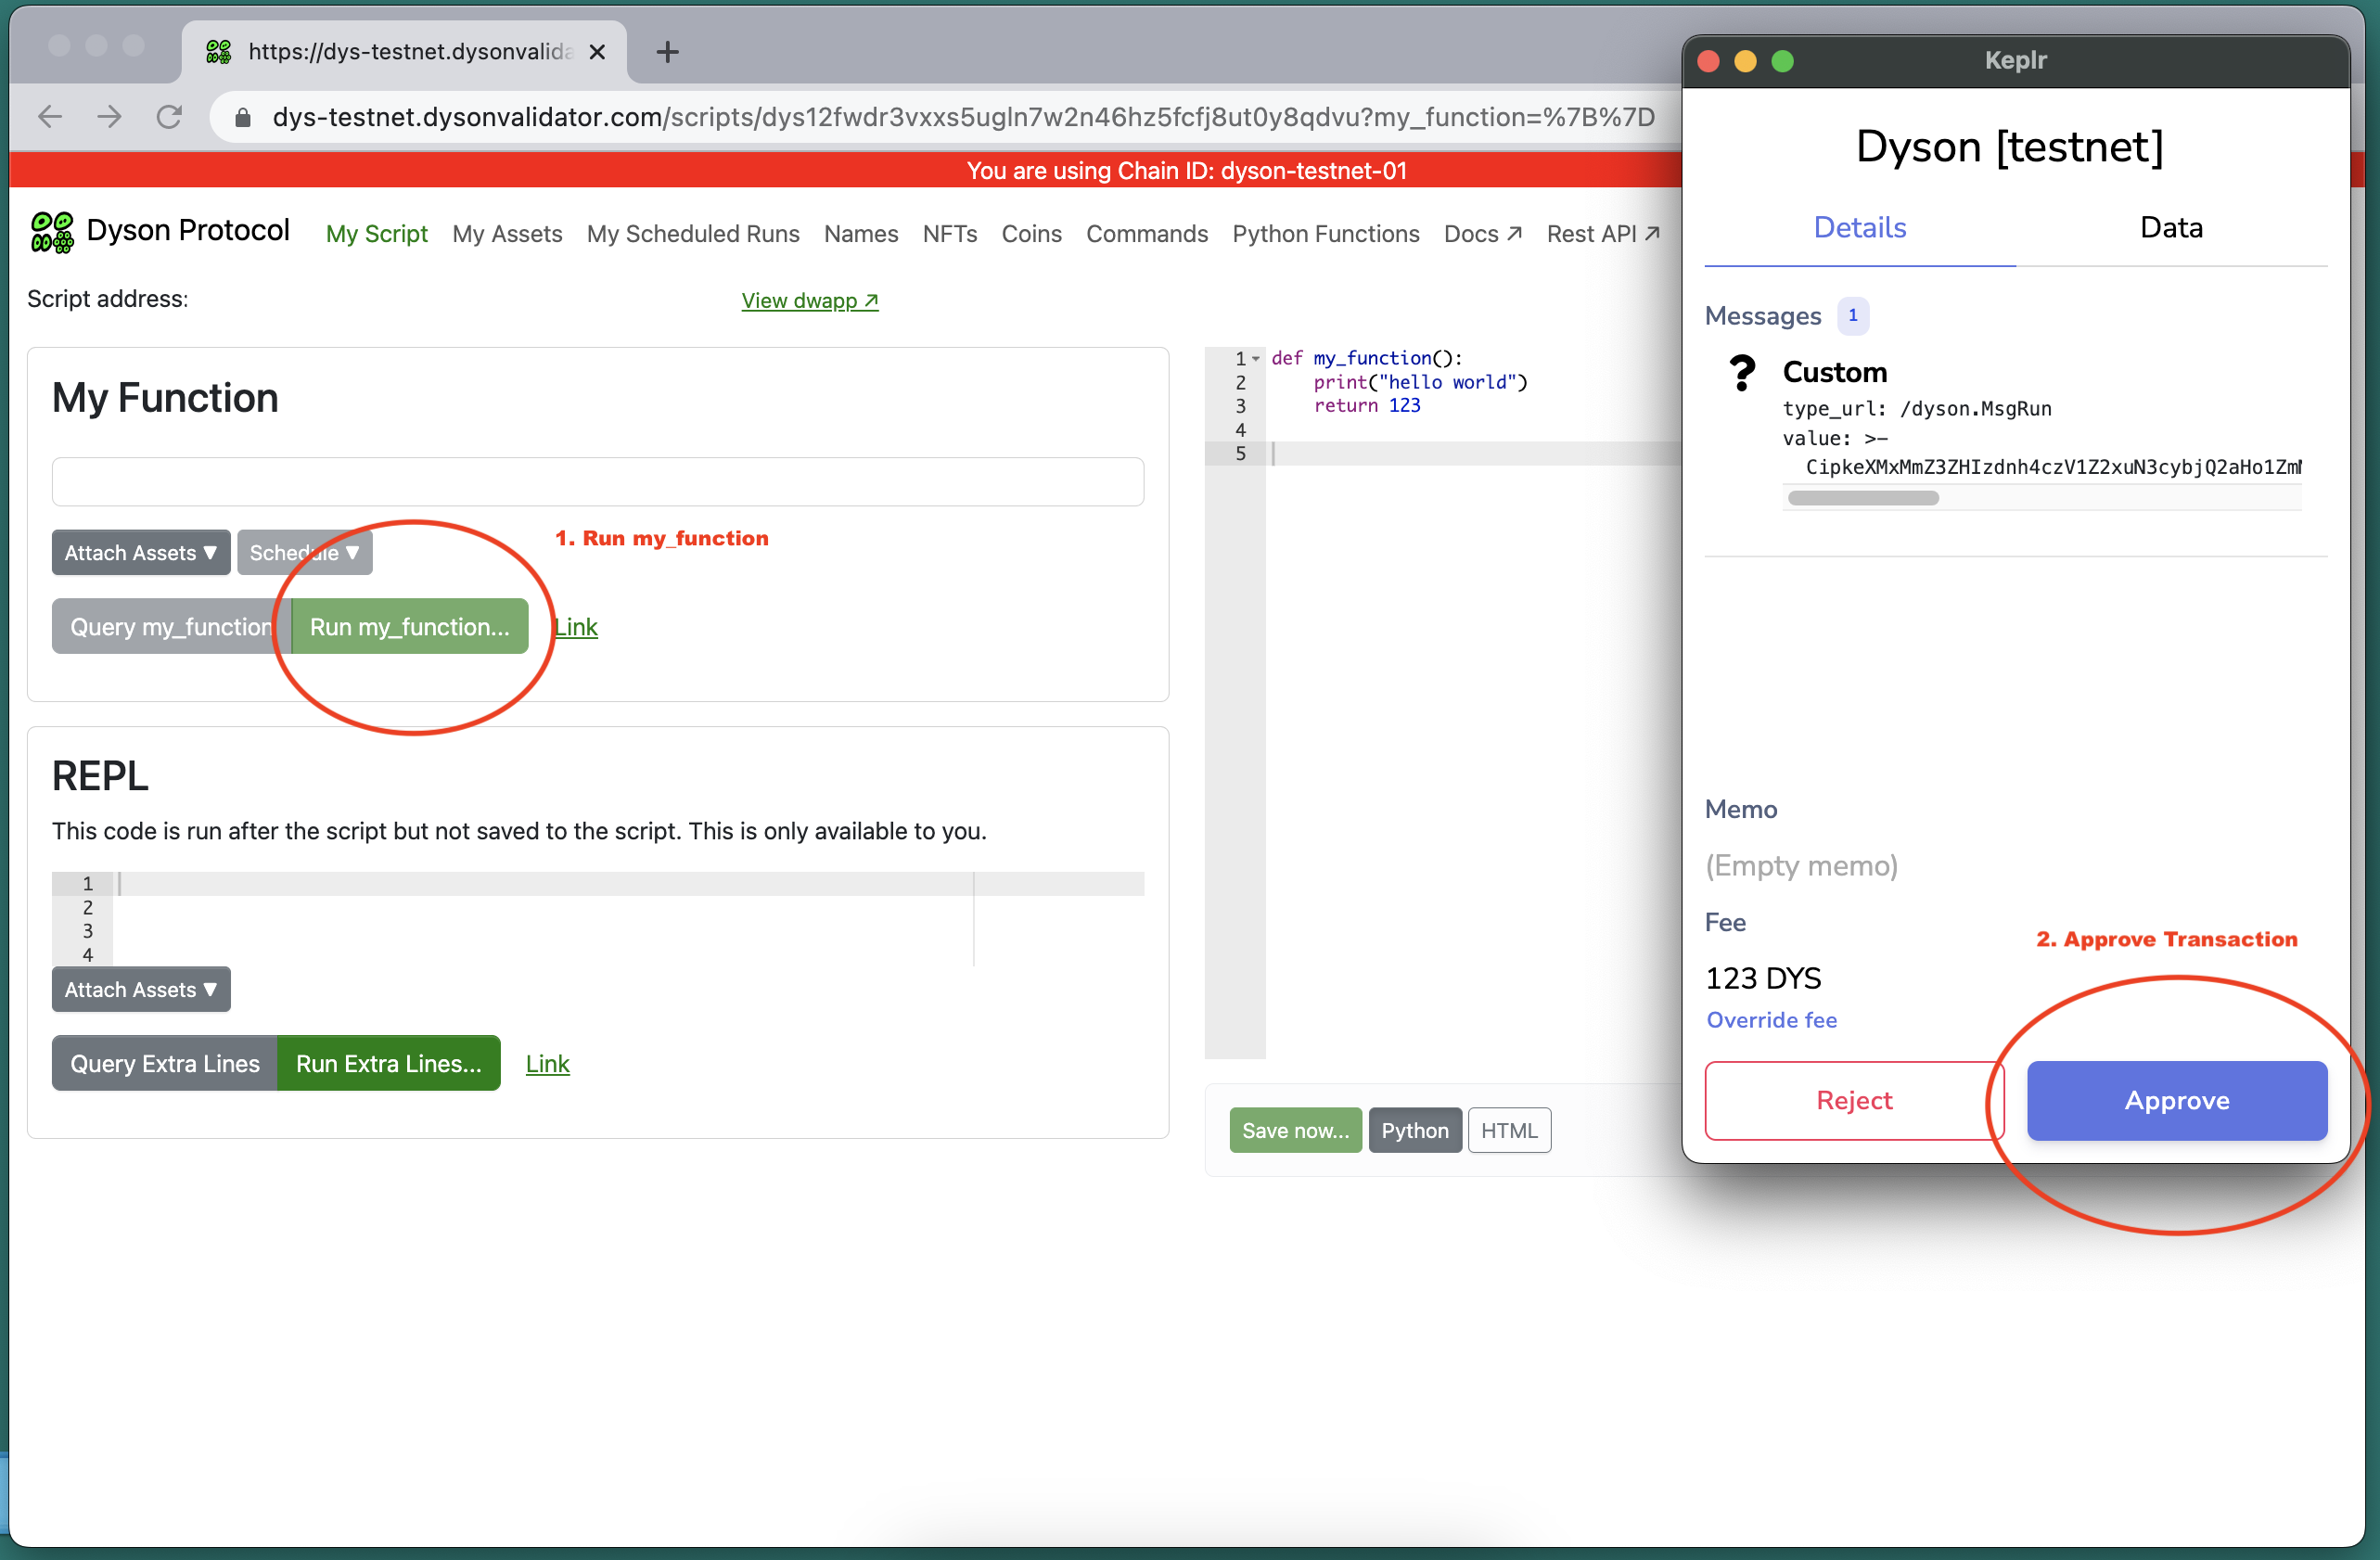 https://dys-testnet.dysonvalida
dys-testnet.dysonvalidator.com/scripts/dys12fwdr3vxxs5ugln7w2n46hz5fcfj8ut0y8qdvu?my_function=%7B%7D
You are using Chain ID: dyson-testnet-01
Dyson Protocol
My Script My Assets My Scheduled Runs Names NFTs Coins Commands Python Functions Docs ↗ Rest API ↗
Script address:
View dwapp ↗
My Function
Attach Assets ▼ Schedule ▼
1. Run my_function
Query my_function Run my_function... Link
REPL
This code is run after the script but not saved to the script. This is only available to you.
1
2
3
4
Attach Assets ▼
Query Extra Lines Run Extra Lines... Link
1 def my_function():
2 print("hello world")
3 return 123
4
5
Save now... Python HTML
Keplr
Dyson [testnet]
Details Data
Messages 1
? Custom
type_url: /dyson.MsgRun
value: >-
CipkeXMxMmZ3ZHIzdnh4czV1Z2xuN3cybjQ2aHo1Zm
Memo
(Empty memo)
Fee
2. Approve Transaction
123 DYS
Override fee
Reject Approve